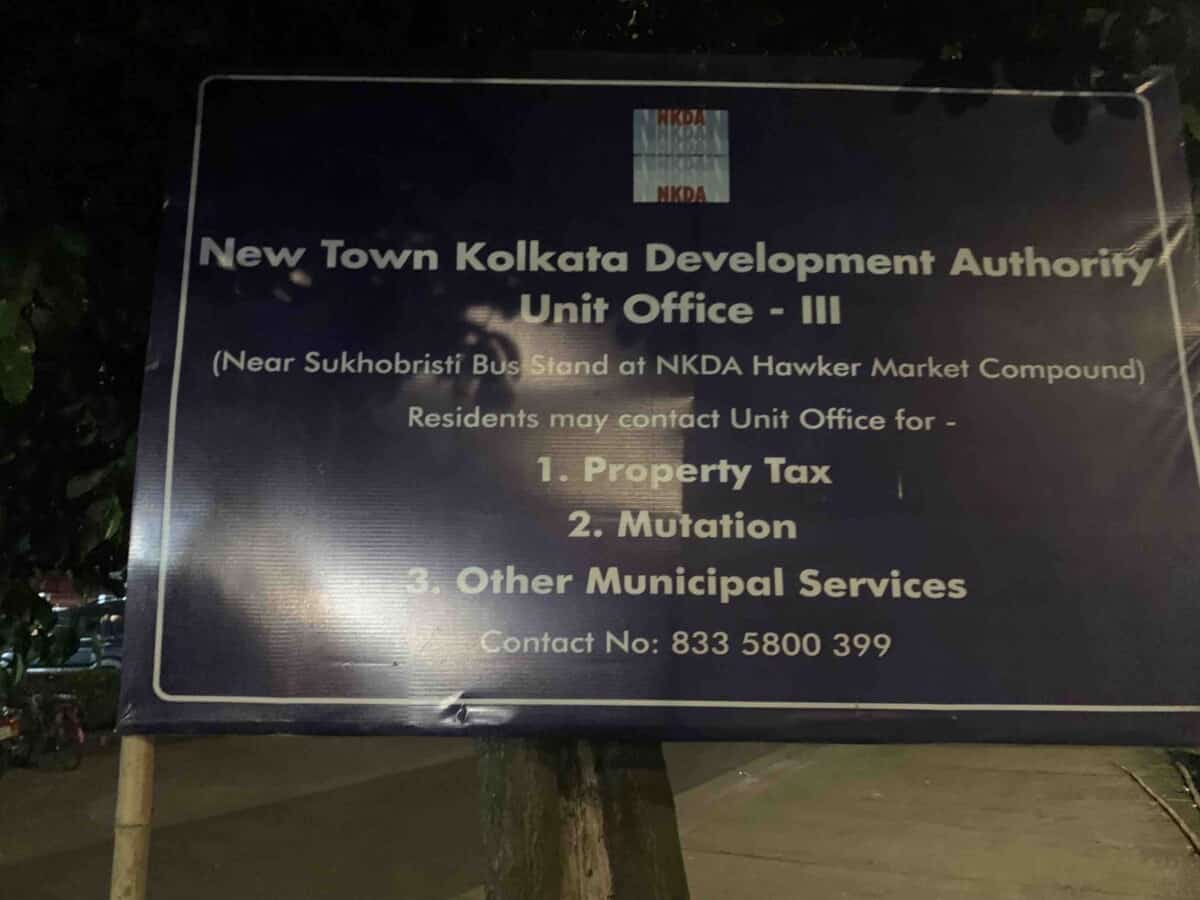 NKDA
NKDA
NKDA
NKDA
New Town Kolkata Development Authority
Unit Office - III
(Near Sukhobristi Bus Stand at NKDA Hawker Market Compound)
Residents may contact Unit Office for -
1. Property Tax
2. Mutation
3. Other Municipal Services
Contact No: 833 5800 399